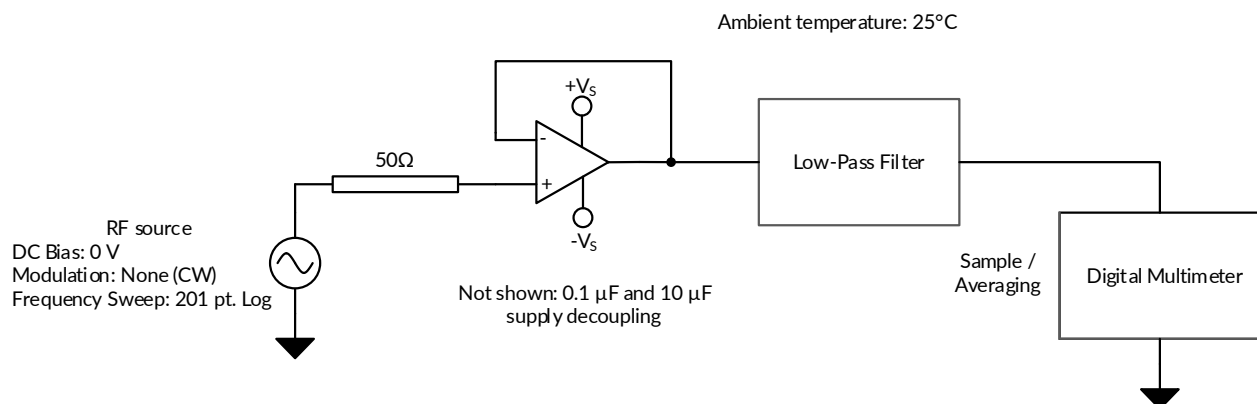 Ambient temperature: 25°C
+VS
-
50Ω
+
-VS
Low-Pass Filter
RF source
DC Bias: 0 V
Modulation: None (CW)
Frequency Sweep: 201 pt. Log
Not shown: 0.1 µF and 10 µF
supply decoupling
Sample /
Averaging
Digital Multimeter